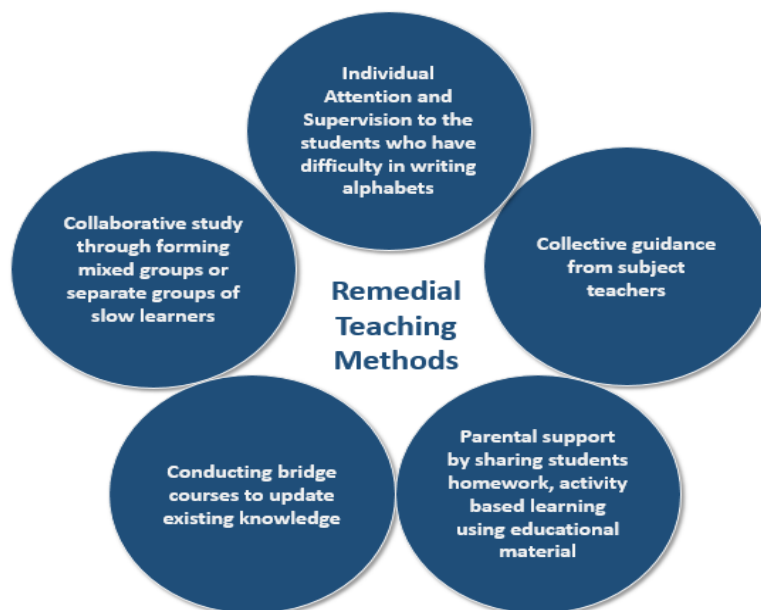 Individual
Attention and
Supervision to the
students who have
difficulty in writing
alphabets
Collective guidance
from subject
teachers
Parental support
by sharing students
homework, activity
based learning
using educational
material
Conducting bridge
courses to update
existing knowledge
Collaborative study
through forming
mixed groups or
separate groups of
slow learners
Remedial
Teaching
Methods